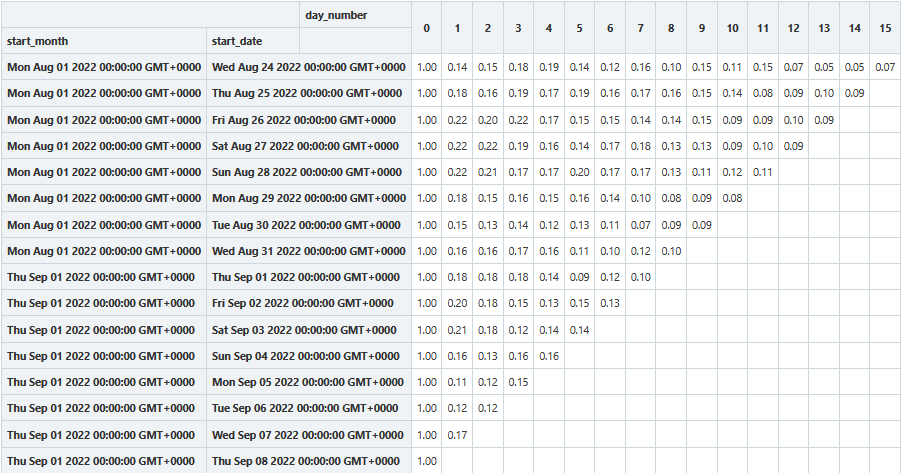 day_number 0 1 2 3 4 5 6 7 8 9 10 11 12 13 14 15
start_month start_date
Mon Aug 01 2022 00:00:00 GMT+0000 Wed Aug 24 2022 00:00:00 GMT+0000 1.00 0.14 0.15 0.18 0.19 0.14 0.12 0.16 0.10 0.15 0.11 0.15 0.07 0.05 0.05 0.07
Mon Aug 01 2022 00:00:00 GMT+0000 Thu Aug 25 2022 00:00:00 GMT+0000 1.00 0.18 0.16 0.19 0.17 0.19 0.16 0.17 0.16 0.15 0.14 0.08 0.09 0.10 0.09
Mon Aug 01 2022 00:00:00 GMT+0000 Fri Aug 26 2022 00:00:00 GMT+0000 1.00 0.22 0.20 0.22 0.17 0.15 0.15 0.14 0.14 0.15 0.09 0.09 0.10 0.09
Mon Aug 01 2022 00:00:00 GMT+0000 Sat Aug 27 2022 00:00:00 GMT+0000 1.00 0.22 0.22 0.19 0.16 0.14 0.17 0.18 0.13 0.13 0.09 0.10 0.09
Mon Aug 01 2022 00:00:00 GMT+0000 Sun Aug 28 2022 00:00:00 GMT+0000 1.00 0.22 0.21 0.17 0.17 0.20 0.17 0.17 0.13 0.11 0.12 0.11
Mon Aug 01 2022 00:00:00 GMT+0000 Mon Aug 29 2022 00:00:00 GMT+0000 1.00 0.18 0.15 0.16 0.15 0.16 0.14 0.10 0.08 0.09 0.08
Mon Aug 01 2022 00:00:00 GMT+0000 Tue Aug 30 2022 00:00:00 GMT+0000 1.00 0.15 0.13 0.14 0.12 0.13 0.11 0.07 0.09 0.09
Mon Aug 01 2022 00:00:00 GMT+0000 Wed Aug 31 2022 00:00:00 GMT+0000 1.00 0.16 0.16 0.17 0.16 0.11 0.10 0.12 0.10
Thu Sep 01 2022 00:00:00 GMT+0000 Thu Sep 01 2022 00:00:00 GMT+0000 1.00 0.18 0.18 0.18 0.14 0.09 0.12 0.10
Thu Sep 01 2022 00:00:00 GMT+0000 Fri Sep 02 2022 00:00:00 GMT+0000 1.00 0.20 0.18 0.15 0.13 0.15 0.13
Thu Sep 01 2022 00:00:00 GMT+0000 Sat Sep 03 2022 00:00:00 GMT+0000 1.00 0.21 0.18 0.12 0.14 0.14
Thu Sep 01 2022 00:00:00 GMT+0000 Sun Sep 04 2022 00:00:00 GMT+0000 1.00 0.16 0.13 0.16 0.16
Thu Sep 01 2022 00:00:00 GMT+0000 Mon Sep 05 2022 00:00:00 GMT+0000 1.00 0.11 0.12 0.15
Thu Sep 01 2022 00:00:00 GMT+0000 Tue Sep 06 2022 00:00:00 GMT+0000 1.00 0.12 0.12
Thu Sep 01 2022 00:00:00 GMT+0000 Wed Sep 07 2022 00:00:00 GMT+0000 1.00 0.17
Thu Sep 01 2022 00:00:00 GMT+0000 Thu Sep 08 2022 00:00:00 GMT+0000 1.00